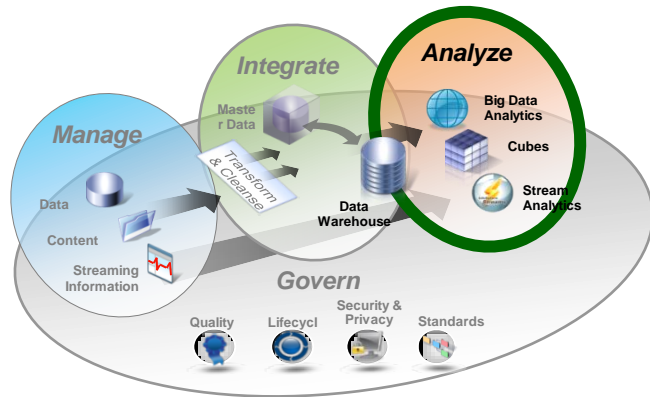 Analyze
Integrate
Big Data
Analytics
Maste
r Data
Manage
Cubes
Transform
& Cleanse
Stream
Analytics
Data
Data
Warehouse
Content
Streaming
Information
Govern
Security &
Privacy
Quality
Lifecycl
Standards